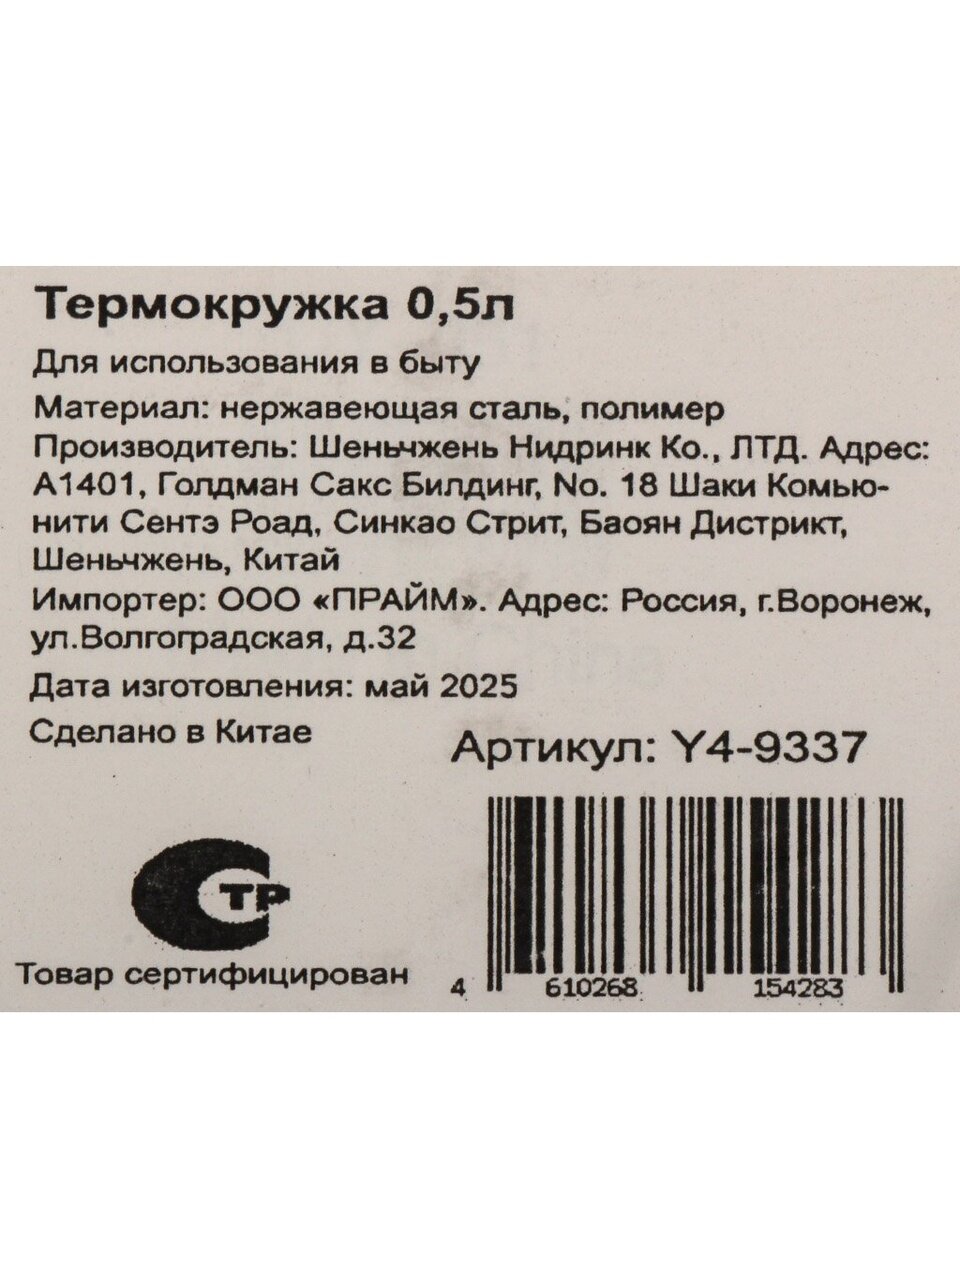 Термокружка 0,5л
Для использования в быту
Материал: нержавеющая сталь, полимер
Производитель: Шеньчжень Нидринк Ко., ЛТД. Адрес:
А1401, Голдман Сакс Билдинг, No. 18 Шаки Комью-
нити Сентэ Роад, Синкао Стрит, Баоян Дистрикт,
Шеньчжень, Китай
Импортер: ООО «ПРАЙМ». Адрес: Россия, г.Воронеж,
ул.Волгоградская, д.32
Дата изготовления: май 2025
Сделано в Китае
Артикул: Y4-9337
ТР
Товар сертифицирован
4 610268 154283